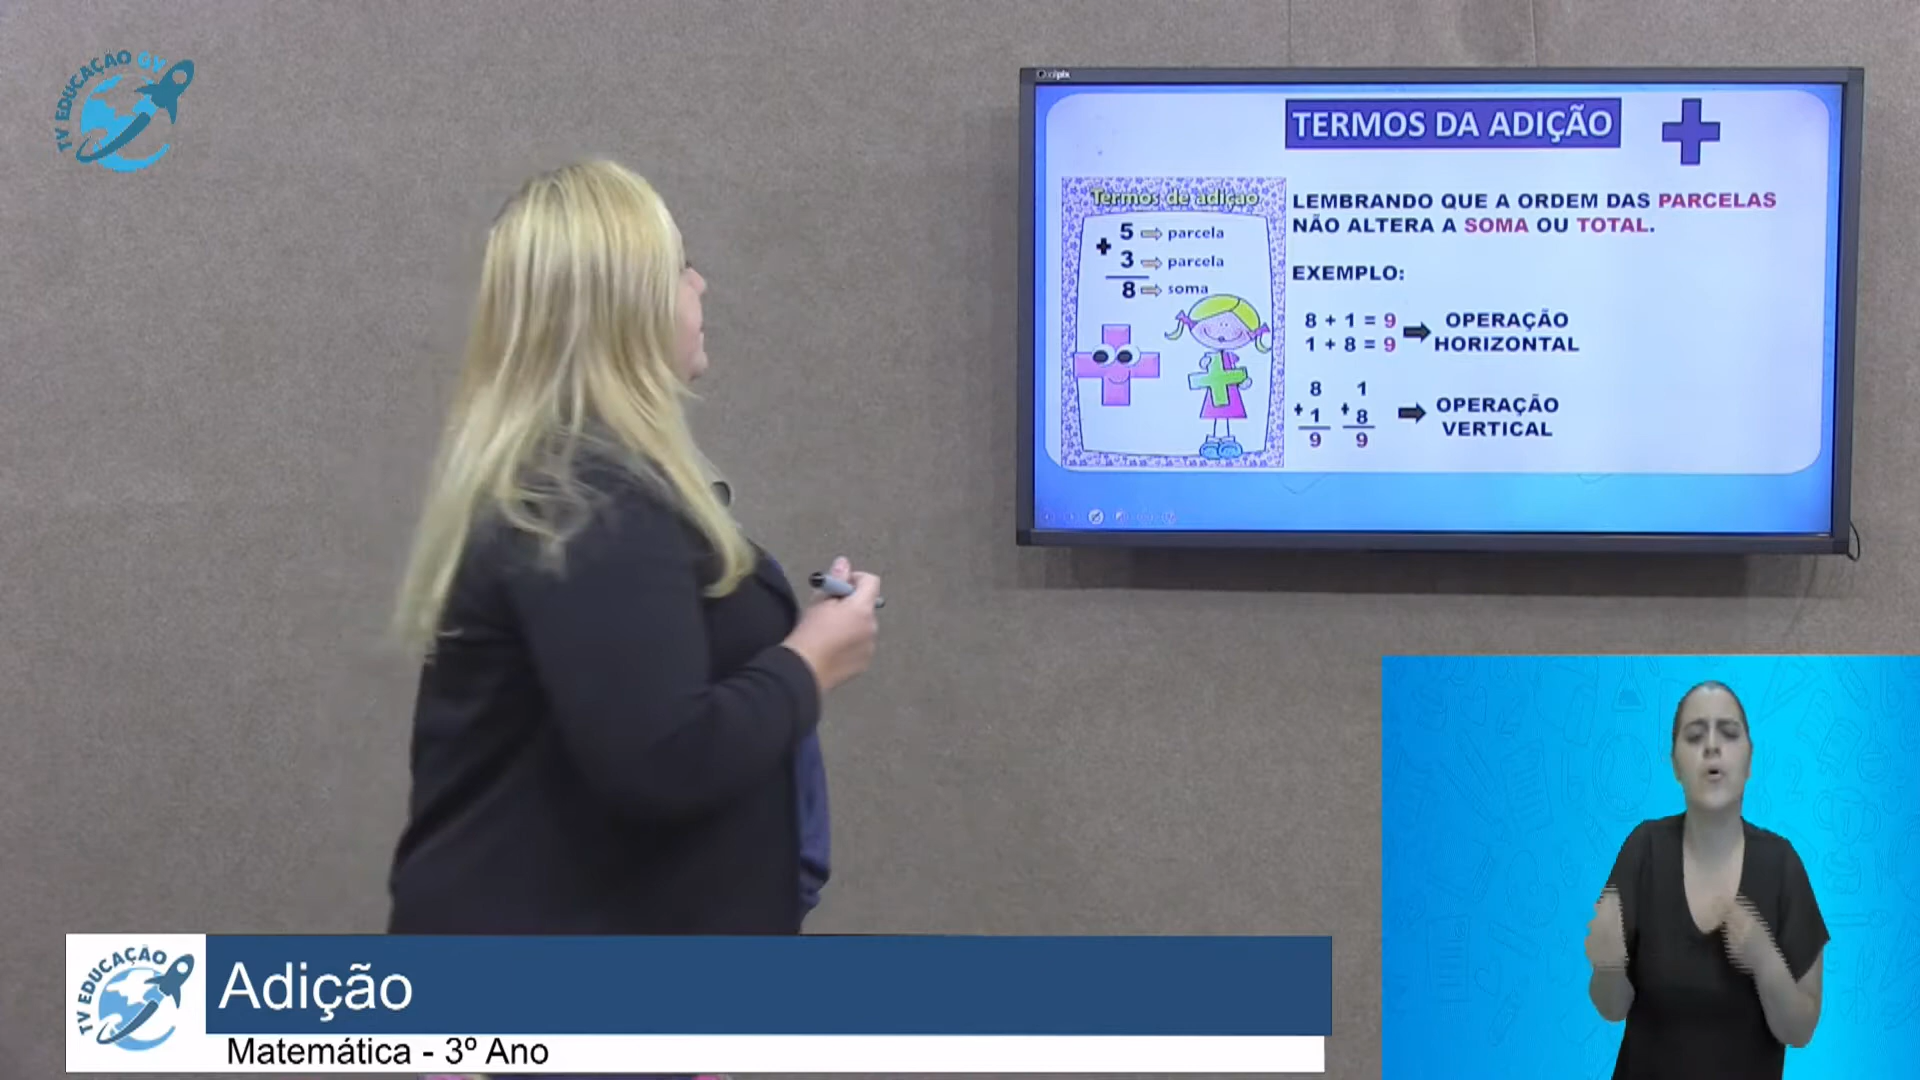 TV EDUCAÇÃO GV
TERMOS DA ADIÇÃO
Termos de adição
5 parcela
+
3 parcela
8 soma
LEMBRANDO QUE A ORDEM DAS PARCELAS
NÃO ALTERA A SOMA OU TOTAL.
EXEMPLO:
8 + 1 = 9
1 + 8 = 9
OPERAÇÃO
HORIZONTAL
8 1
+ 1 + 8
9 9
OPERAÇÃO
VERTICAL
TV EDUCAÇÃO
Adição
Matemática - 3º Ano